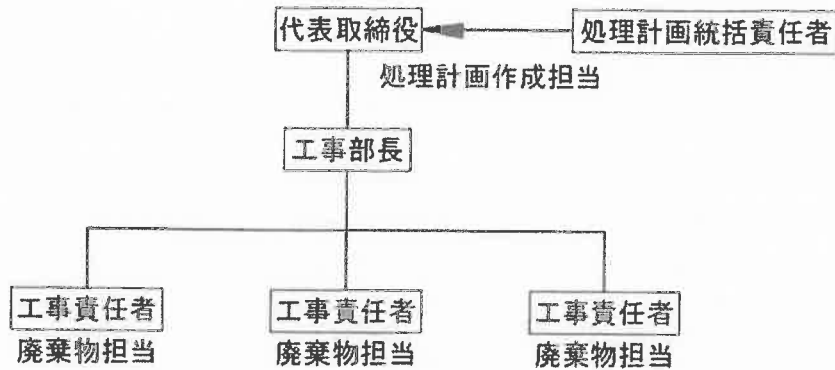 代表取締役
処理計画統括責任者
処理計画作成担当
工事部長
工事責任者
工事責任者
工事責任者
廃棄物担当
廃棄物担当
廃棄物担当